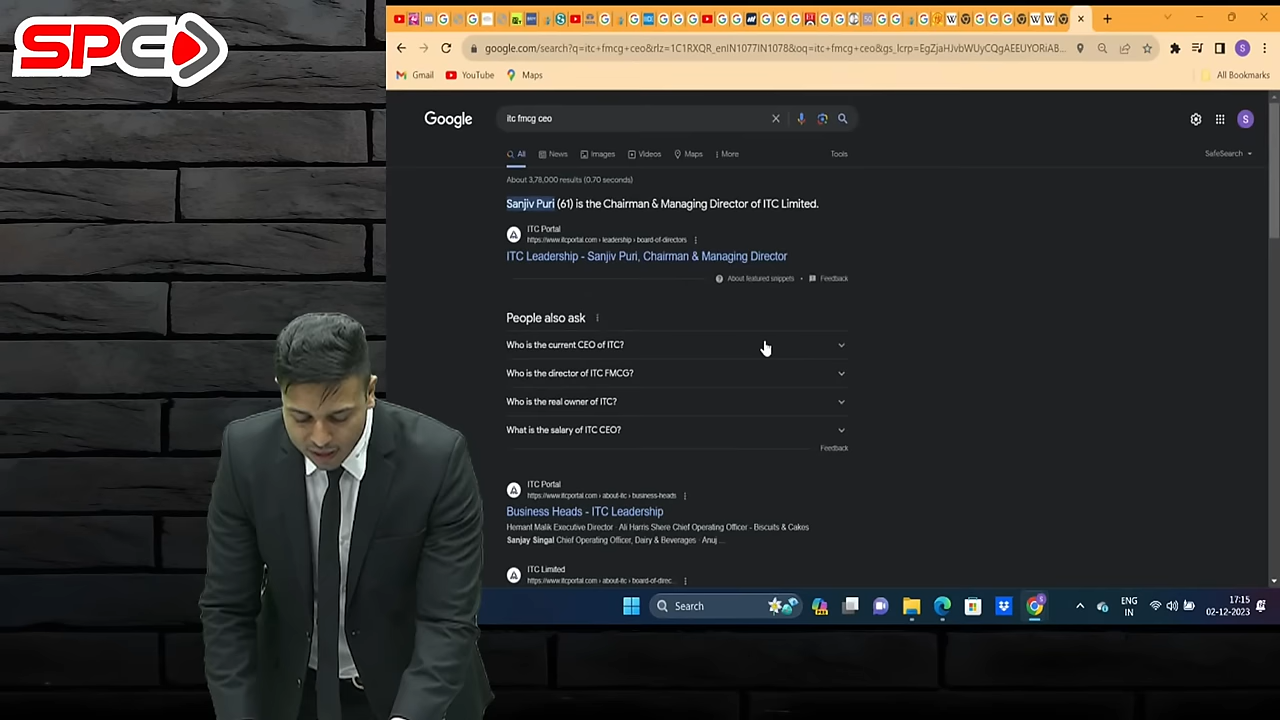 SPED
google.com/search?q=itc+fmcg+ceo&rlz=1C1RXQR_enIN1077IN1078&oq=itc+fmcg+ceo&gs_lcrp=EgZjaHJvbWUyCQgAEEUYORiAB...
Gmail YouTube Maps All Bookmarks
Google itc fmcg ceo
All News Images Videos Maps More Tools SafeSearch
About 3,78,000 results (0.70 seconds)
Sanjiv Puri (61) is the Chairman & Managing Director of ITC Limited.
ITC Portal
https://www.itcportal.com › leadership › board-of-directors
ITC Leadership - Sanjiv Puri, Chairman & Managing Director
About featured snippets • Feedback
People also ask
Who is the current CEO of ITC?
Who is the director of ITC FMCG?
Who is the real owner of ITC?
What is the salary of ITC CEO?
Feedback
ITC Portal
https://www.itcportal.com › about-itc › business-heads
Business Heads - ITC Leadership
Hemant Malik Executive Director · Ali Harris Shere Chief Operating Officer - Biscuits & Cakes
Sanjay Singal Chief Operating Officer, Dairy & Beverages · Anuj ...
ITC Limited
https://www.itcportal.com › about-itc › board-of-direc...
Search ENG IN 17:15 02-12-2023